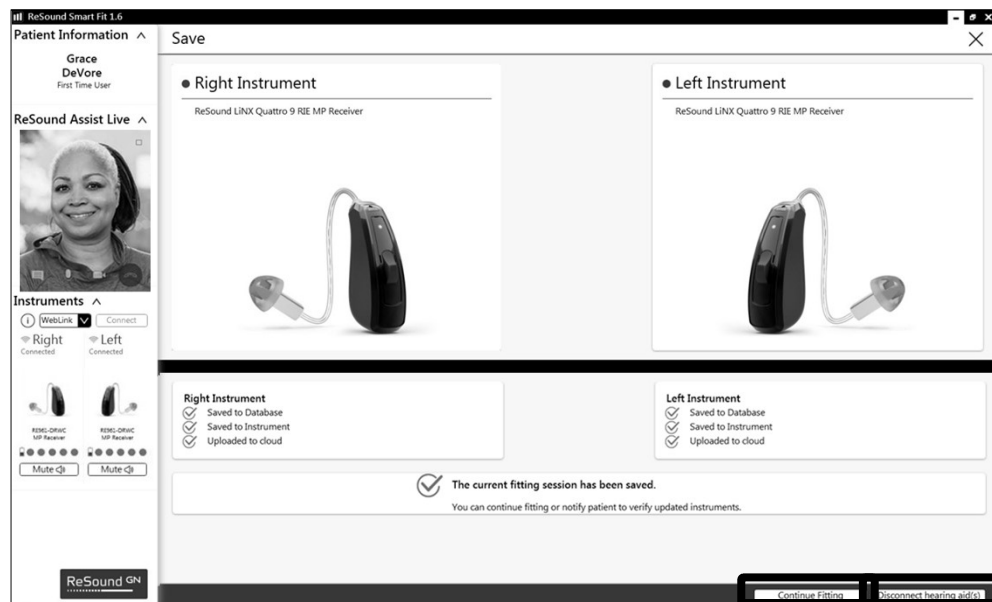 ReSound Smart Fit 1.6
Patient Information
Save
Grace
DeVore
First Time User
Right Instrument
ReSound LiNX Quattro 9 RIE MP Receiver
Left Instrument
ReSound LiNX Quattro 9 RIE MP Receiver
ReSound Assist Live
Instruments
WebLink
Connect
Right
Connected
Left
Connected
RE961-DRWC
MP Receiver
RE961-DRWC
MP Receiver
Mute
Mute
Right Instrument
Saved to Database
Saved to Instrument
Uploaded to cloud
Left Instrument
Saved to Database
Saved to Instrument
Uploaded to cloud
The current fitting session has been saved.
You can continue fitting or notify patient to verify updated instruments.
ReSound GN
Continue Fitting
Disconnect hearing aid(s)